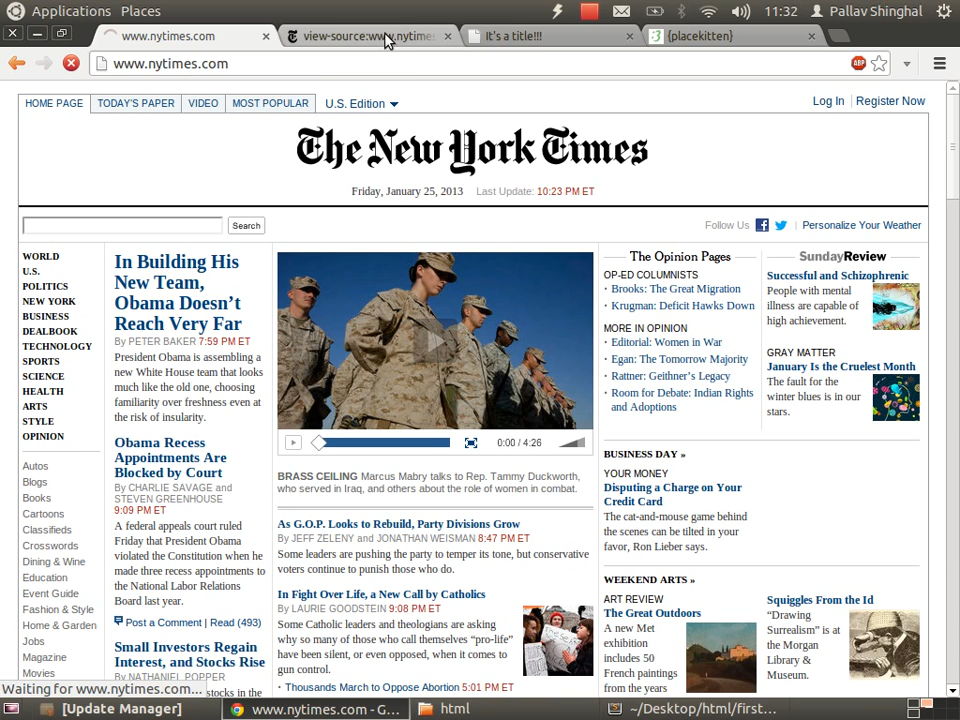 Applications Places
11:32 Pallav Shinghal
www.nytimes.com
view-source:www.nytimes
It's a title!!!
{placekitten}
www.nytimes.com
ABP
HOME PAGE
TODAY'S PAPER
VIDEO
MOST POPULAR
U.S. Edition
Log In
Register Now
The New York Times
Friday, January 25, 2013 Last Update: 10:23 PM ET
Search
Follow Us
Personalize Your Weather
WORLD
U.S.
POLITICS
NEW YORK
BUSINESS
DEALBOOK
TECHNOLOGY
SPORTS
SCIENCE
HEALTH
ARTS
STYLE
OPINION
Autos
Blogs
Books
Cartoons
Classifieds
Crosswords
Dining & Wine
Education
Event Guide
Fashion & Style
Home & Garden
Jobs
Magazine
Movies
In Building His
New Team,
Obama Doesn't
Reach Very Far
By PETER BAKER 7:59 PM ET
President Obama is assembling a
new White House team that looks
much like the old one, choosing
familiarity over freshness even at
the risk of insularity.
Obama Recess
Appointments Are
Blocked by Court
By CHARLIE SAVAGE and
STEVEN GREENHOUSE
9:09 PM ET
A federal appeals court ruled
Friday that President Obama
violated the Constitution when he
made three recess appointments to
the National Labor Relations
Board last year.
Post a Comment | Read (493)
Small Investors Regain
Interest, and Stocks Rise
By NATHANIEL POPPER
stocks in the
0:00 / 4:26
BRASS CEILING Marcus Mabry talks to Rep. Tammy Duckworth,
who served in Iraq, and others about the role of women in combat.
As G.O.P. Looks to Rebuild, Party Divisions Grow
By JEFF ZELENY and JONATHAN WEISMAN 8:47 PM ET
Some leaders are pushing the party to temper its tone, but conservative
voters continue to punish those who do.
In Fight Over Life, a New Call by Catholics
By LAURIE GOODSTEIN 9:08 PM ET
Some Catholic leaders and theologians are asking
why so many of those who call themselves “pro-life”
have been silent, or even opposed, when it comes to
gun control.
Thousands March to Oppose Abortion 5:01 PM ET
The Opinion Pages
OP-ED COLUMNISTS
Brooks: The Great Migration
Krugman: Deficit Hawks Down
MORE IN OPINION
Editorial: Women in War
Egan: The Tomorrow Majority
Rattner: Geithner's Legacy
Room for Debate: Indian Rights
and Adoptions
SundayReview
Successful and Schizophrenic
People with mental
illness are capable of
high achievement.
GRAY MATTER
January Is the Cruelest Month
The fault for the
winter blues is in our
stars.
BUSINESS DAY »
YOUR MONEY
Disputing a Charge on Your
Credit Card
The cat-and-mouse game behind
the scenes can be tilted in your
favor, Ron Lieber says.
WEEKEND ARTS »
ART REVIEW
The Great Outdoors
A new Met
exhibition
includes 50
French paintings
from the years
Squiggles From the Id
“Drawing
Surrealism” is at
the Morgan
Library &
Museum.
Waiting for www.nytimes.com...
[Update Manager]
www.nytimes.com - G...
html
~/Desktop/html/first...